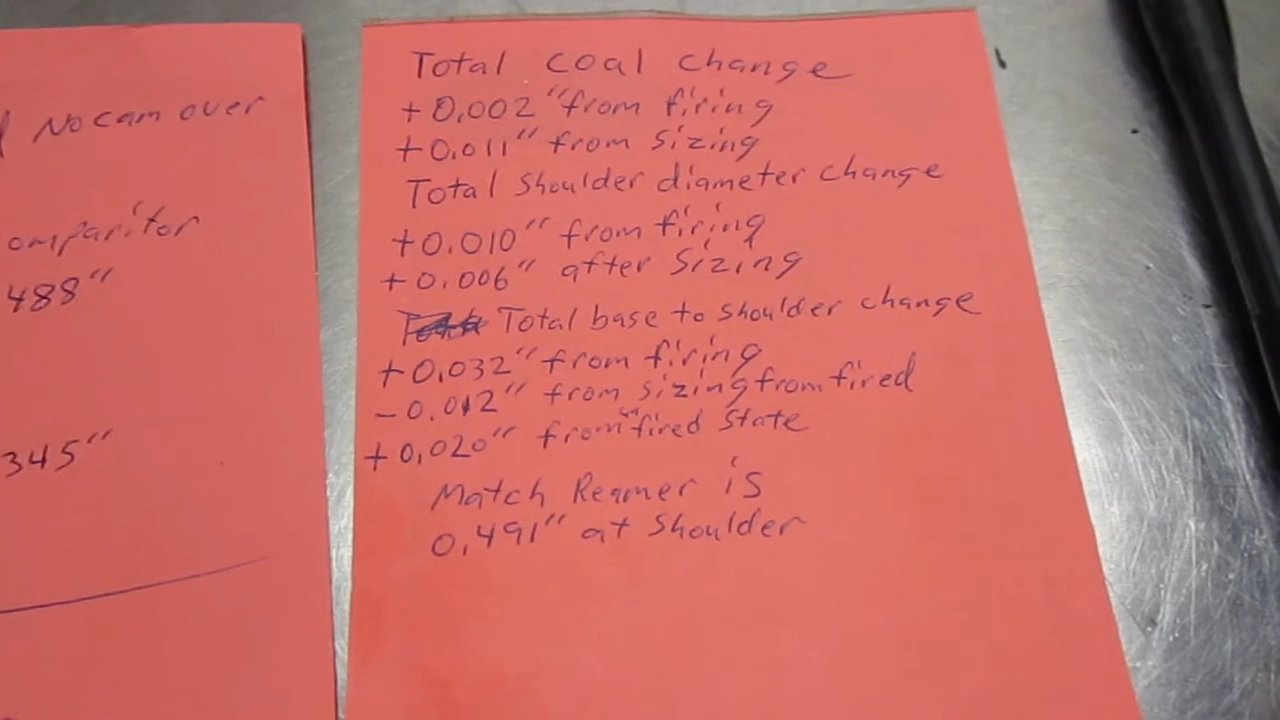 No cam over
omparitor
488"
345"
Total coal change
+0.002" from firing
+0.011" from sizing
Total shoulder diameter change
+0.010" from firing
+0.006" after sizing
Total base to shoulder change
+0.032" from firing
-0.012" from sizing from fired
+0.020" from unfired state
Match Reamer is
0.491" at shoulder